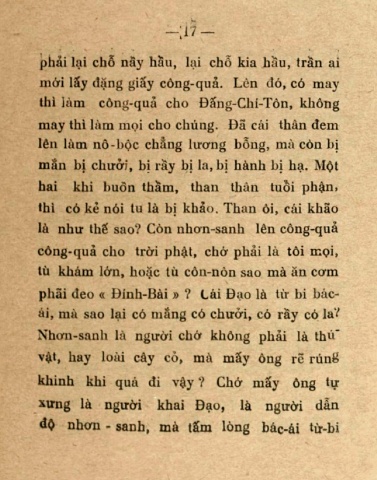 — 17 —
phải lại chỗ nầy hầu, lại chỗ kia hầu, trần ai
mới lấy đặng giấy công-quả. Lên đó, có may
thì làm công-quả cho Đấng-Chí-Tôn, không
may thì làm mọi cho chúng. Đã cái thân đem
lên làm nô-bộc chẳng lương bổng, mà còn bị
mắn bị chưởi, bị rầy bị la, bị hành bị hạ. Một
hai khi buôn thầm, than thân tuồi phận,
thì có kẻ nói tu là bị khảo. Than ôi, cái khão
là như thế sao? Còn nhơn-sanh lên công-quả
công-quả cho trời phật, chớ phải là tôi mọi,
tù khám lớn, hoặc tù côn-nôn sao mà ăn cơm
phãi đeo « Đính-Bài » ? Cái Đạo là từ bi bác-
ái, mà sao lại có mắng có chưởi, có rầy có la?
Nhơn-sanh là người chớ không phải là thú
vật, hay loài cây cỏ, mà mấy ông rẽ rúng
khinh khi quá đi vậy? Chớ mấy ông tự
xưng là người khai Đạo, là người dẫn
độ nhơn - sanh, mà tấm lòng bác-ái từ-bi